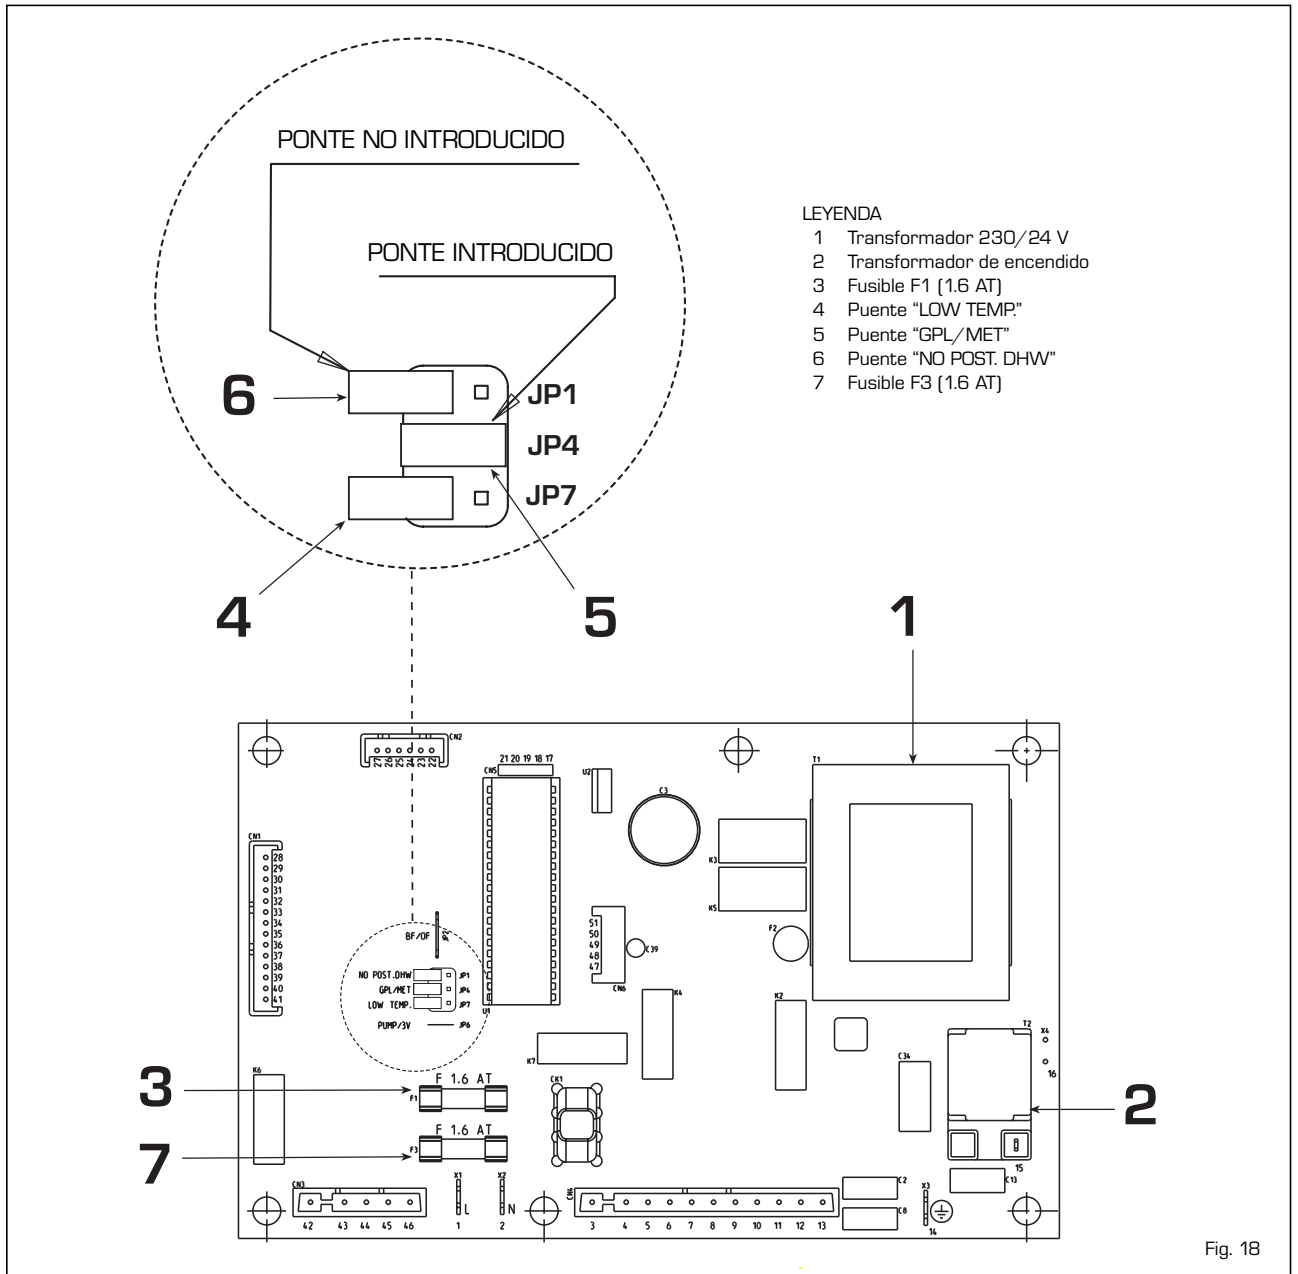 PONTE NO INTRODUCIDO
PONTE INTRODUCIDO
LEYENDA
1 Transformador 230/24 V
2 Transformador de encendido
3 Fusible F1 (1.6 AT)
4 Puente “LOW TEMP.”
5 Puente “GPL/MET”
6 Puente “NO POST. DHW”
7 Fusible F3 (1.6 AT)
6
JP1
JP4
JP7
4
5
1
CN2
27 26 25 24 23 22
21 20 19 18 17
CN5
U2
C3
T1
CN1
28
29
30
31
32
33
34
35
36
37
38
39
40
41
K3
K5
F2
BF/OF
JP2
51
50
49
48
47
C39
CN6
NO POST.DHW
JP1
GPL/MET
JP4
LOW TEMP.
JP7
PUMP/3V
JP6
U1
K4
K2
K7
T2
X4
16
C34
K6
3
F 1.6 AT
F1
CK1
2
7
F 1.6 AT
F3
15
C13
CN3
42 43 44 45 46
X1
L
1
X2
N
2
CN4
3 4 5 6 7 8 9 10 11 12 13
C2
C8
X3
14
Fig. 18